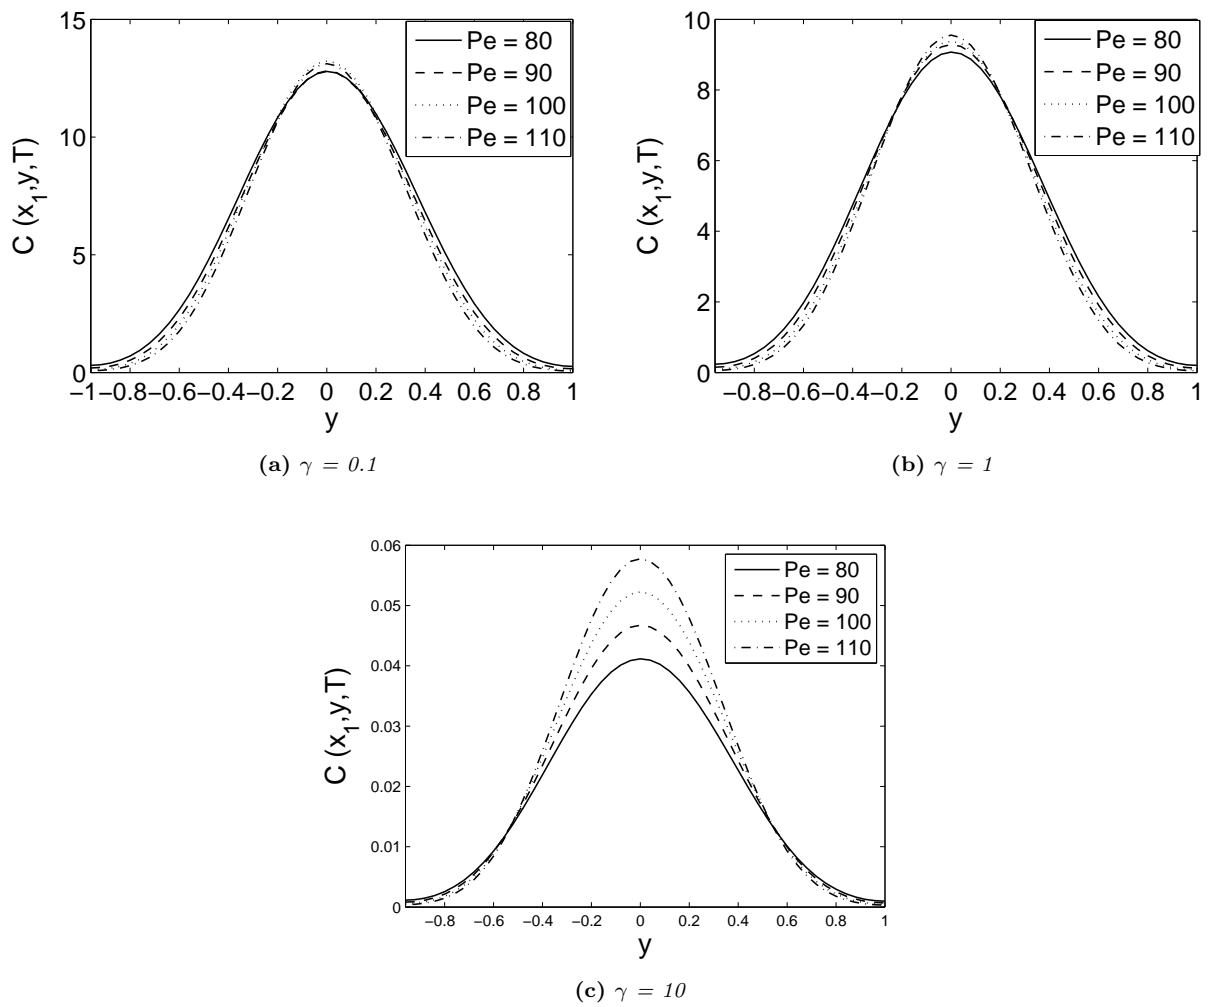 15
10
5
0
C (x1,y,T)
−1 −0.8 −0.6 −0.4 −0.2 0 0.2 0.4 0.6 0.8 1
y
Pe = 80
Pe = 90
Pe = 100
Pe = 110
(a) γ = 0.1
10
8
6
4
2
0
C (x1,y,T)
−0.8 −0.6 −0.4 −0.2 0 0.2 0.4 0.6 0.8 1
y
Pe = 80
Pe = 90
Pe = 100
Pe = 110
(b) γ = 1
0.06
0.05
0.04
0.03
0.02
0.01
0
C (x1,y,T)
−0.8 −0.6 −0.4 −0.2 0 0.2 0.4 0.6 0.8 1
y
Pe = 80
Pe = 90
Pe = 100
Pe = 110
(c) γ = 10